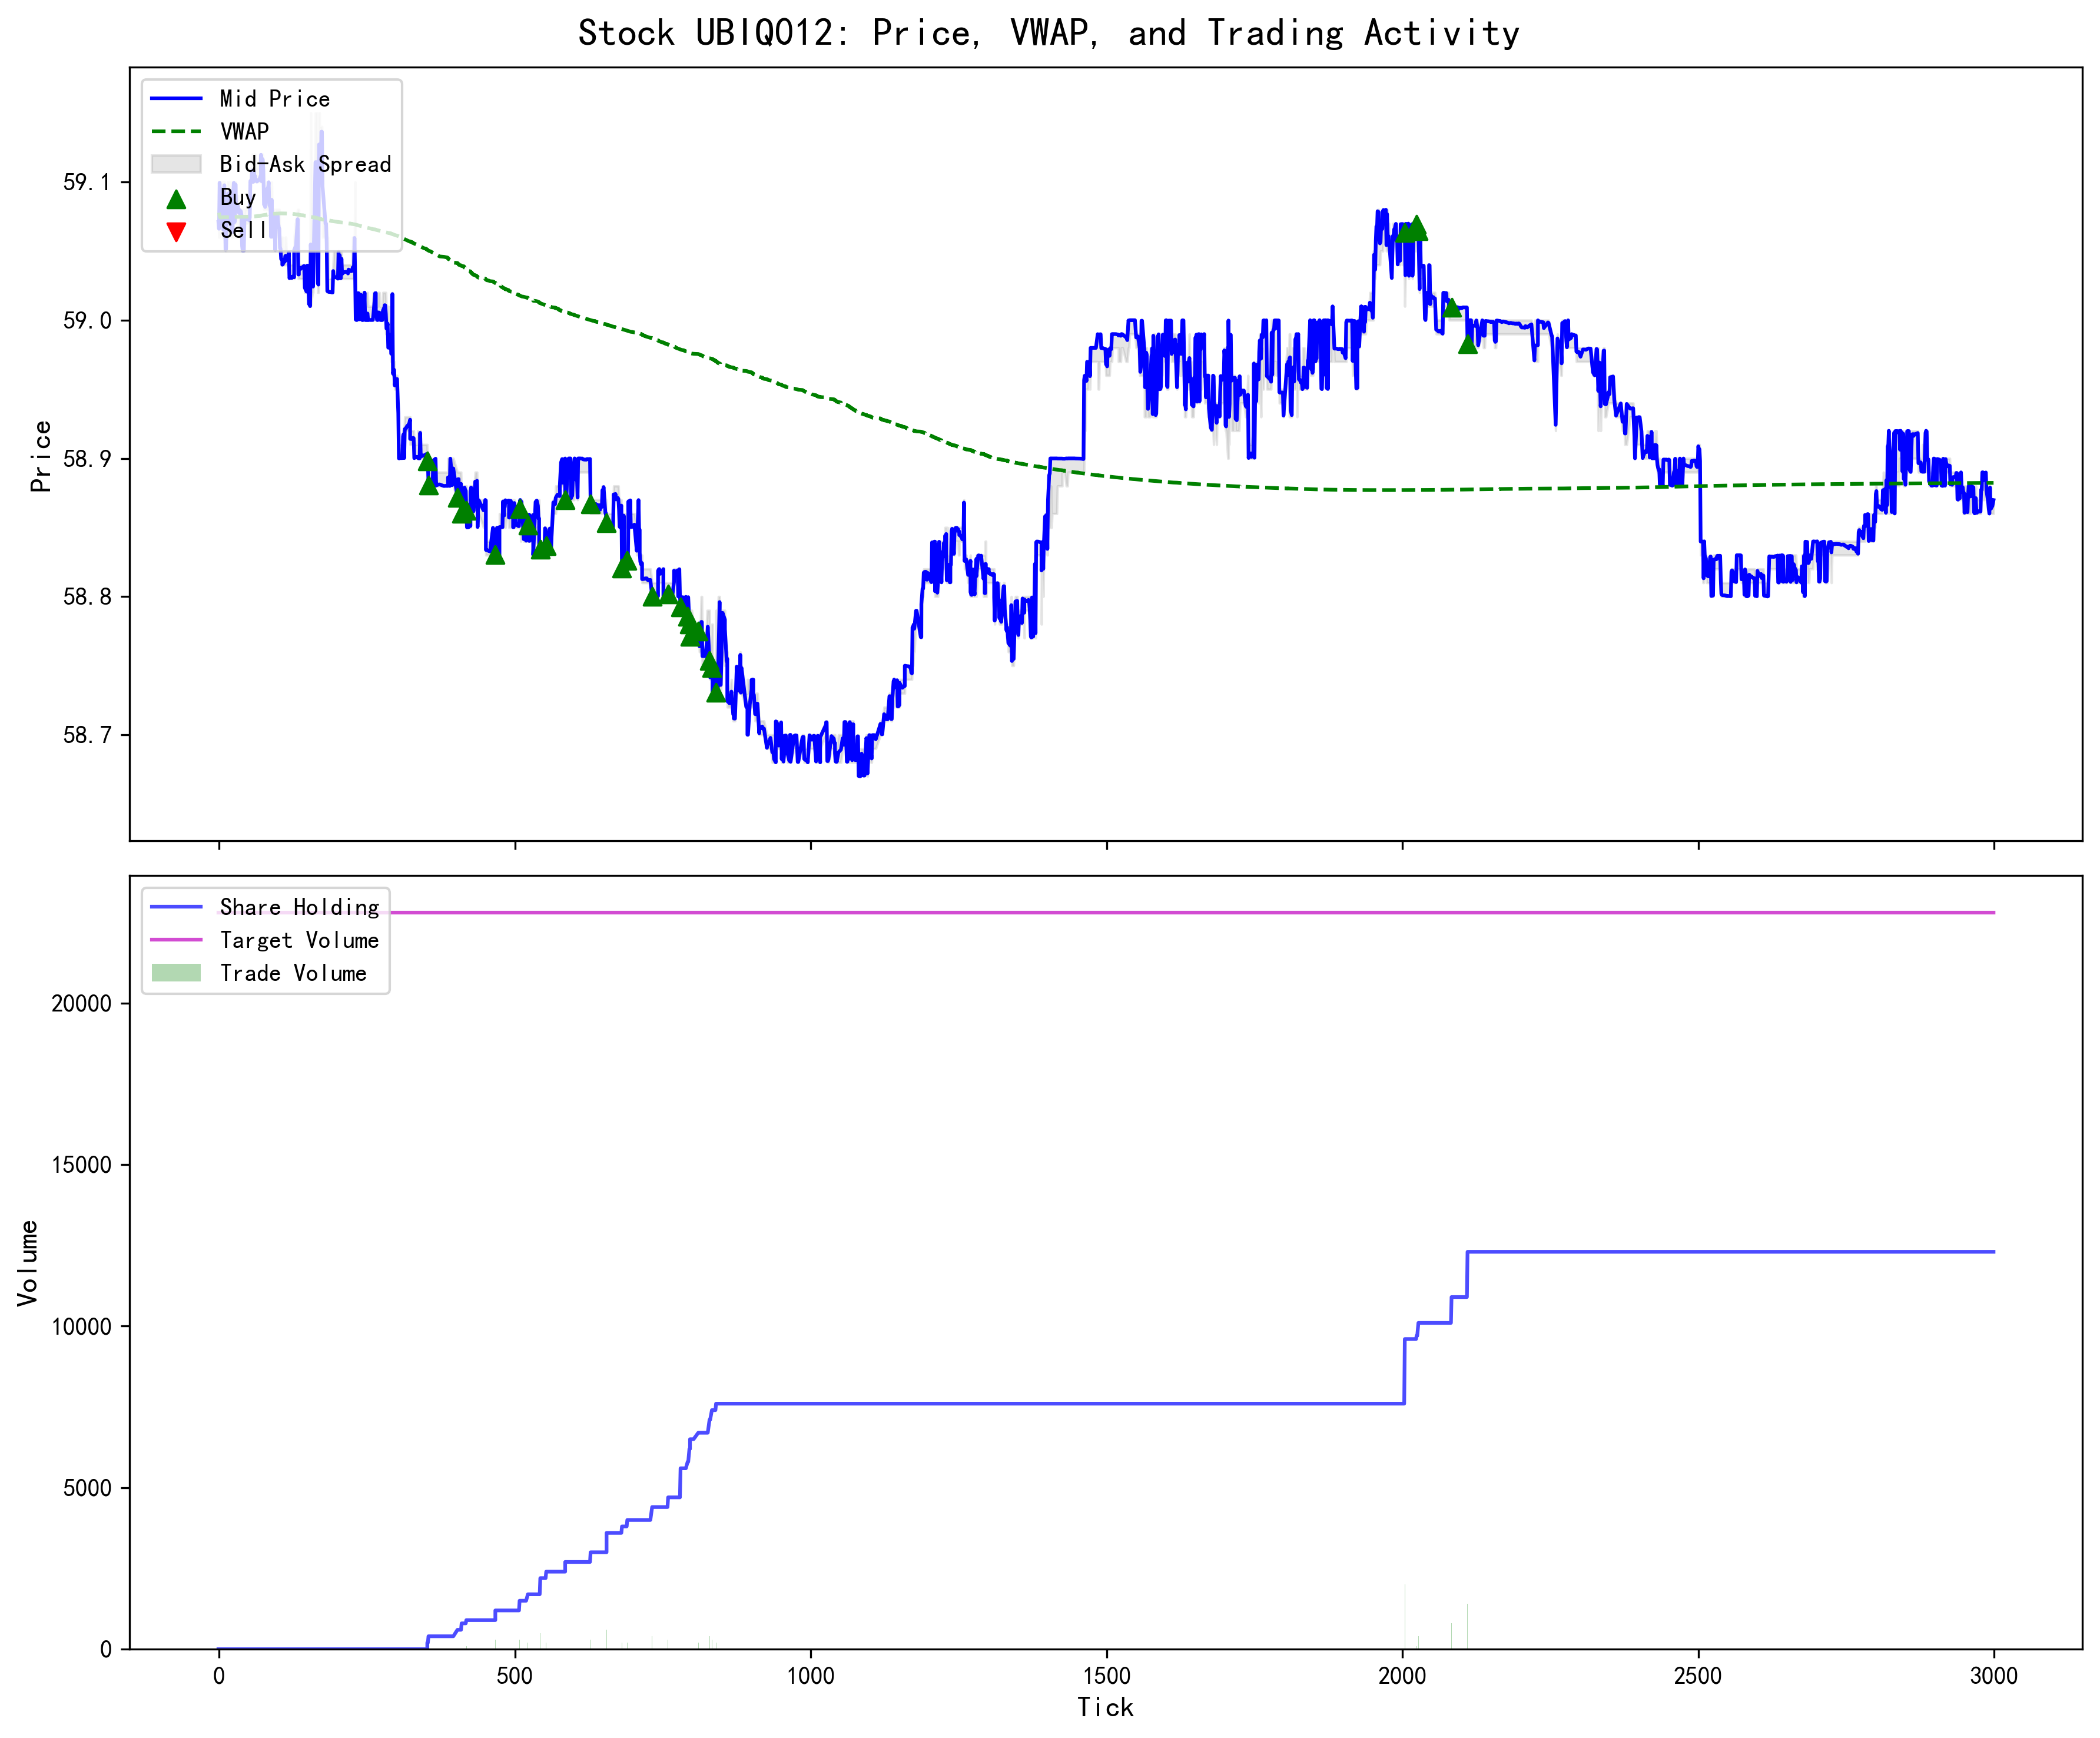 Stock UBIQ012: Price, VWAP, and Trading Activity
Mid Price
VWAP
Bid-Ask Spread
Buy
Sell
59.1
59.0
58.9
58.8
58.7
Price
Share Holding
Target Volume
Trade Volume
20000
15000
10000
5000
0
Volume
0 500 1000 1500 2000 2500 3000
Tick